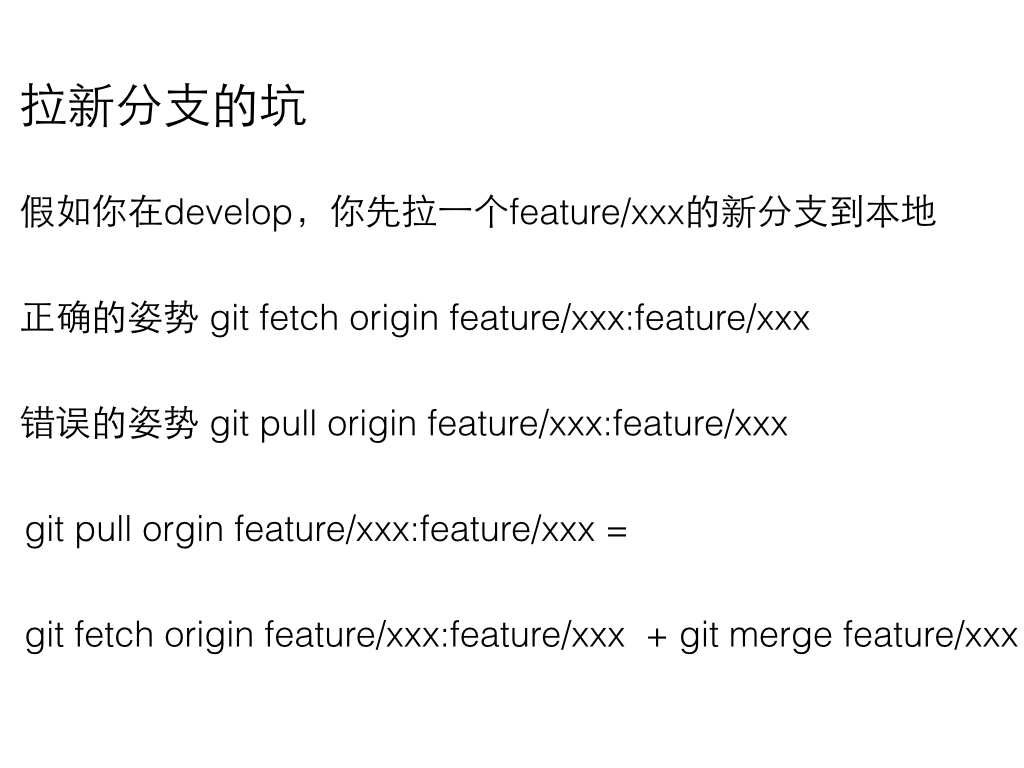 拉新分支的坑
假如你在develop，你先拉一个feature/xxx的新分支到本地
正确的姿势 git fetch origin feature/xxx:feature/xxx
错误的姿势 git pull origin feature/xxx:feature/xxx
git pull orgin feature/xxx:feature/xxx =
git fetch origin feature/xxx:feature/xxx  + git merge feature/xxx